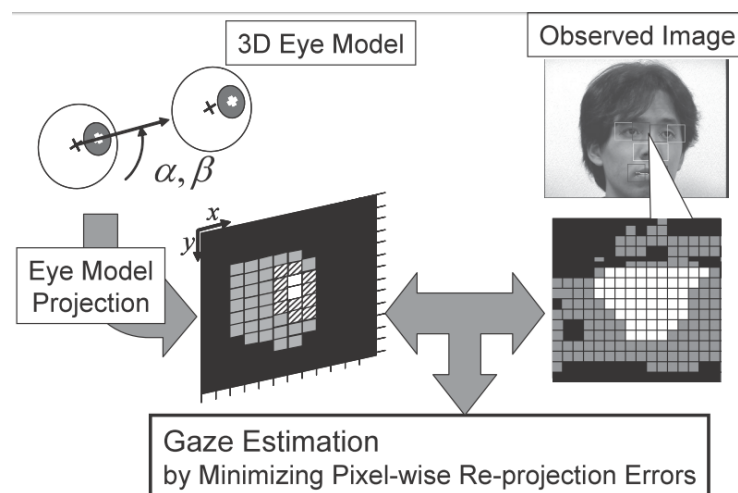 3D Eye Model
Observed Image
α, β
x
y
Eye Model
Projection
Gaze Estimation
by Minimizing Pixel-wise Re-projection Errors